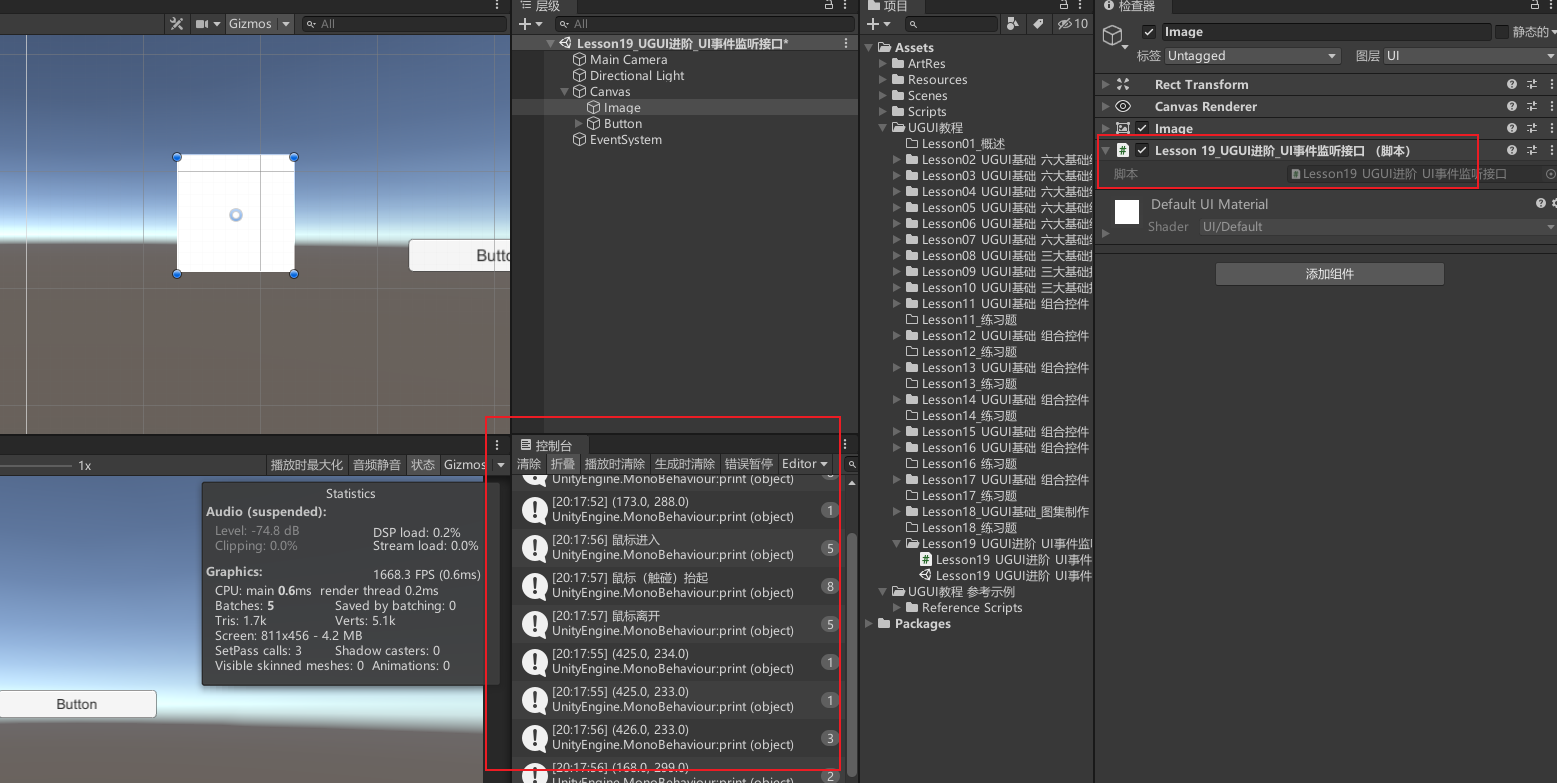 Gizmos
All
Butto
1x
播放时最大化
音频静音
状态
Gizmos
Statistics
Audio (suspended):
Level: -74.8 dB
DSP load: 0.2%
Clipping: 0.0%
Stream load: 0.0%
Graphics:
1668.3 FPS (0.6ms)
CPU: main 0.6ms render thread 0.2ms
Batches: 5
Saved by batching: 0
Tris: 1.7k
Verts: 5.1k
Screen: 811x456 - 4.2 MB
SetPass calls: 3
Shadow casters: 0
Visible skinned meshes: 0 Animations: 0
Button
层级
All
Lesson19_UGUI进阶_UI事件监听接口*
Main Camera
Directional Light
Canvas
Image
Button
EventSystem
控制台
清除
折叠
播放时清除
生成时清除
错误暂停
Editor
UnityEngine.MonoBehaviour:print (object)
[20:17:52] (173.0, 288.0)
UnityEngine.MonoBehaviour:print (object)
1
[20:17:56] 鼠标进入
UnityEngine.MonoBehaviour:print (object)
5
[20:17:57] 鼠标（触碰）抬起
UnityEngine.MonoBehaviour:print (object)
8
[20:17:57] 鼠标离开
UnityEngine.MonoBehaviour:print (object)
5
[20:17:55] (425.0, 234.0)
UnityEngine.MonoBehaviour:print (object)
1
[20:17:55] (425.0, 233.0)
UnityEngine.MonoBehaviour:print (object)
1
[20:17:56] (426.0, 233.0)
UnityEngine.MonoBehaviour:print (object)
3
[20:17:56] (168.0, 299.0)
UnityEngine.MonoBehaviour:print (object)
2
项目
10
Assets
ArtRes
Resources
Scenes
Scripts
UGUI教程
Lesson01_概述
Lesson02 UGUI基础 六大基础
Lesson03 UGUI基础 六大基础
Lesson04 UGUI基础 六大基础
Lesson05 UGUI基础 六大基础
Lesson06 UGUI基础 六大基础
Lesson07 UGUI基础 六大基础
Lesson08 UGUI基础 三大基础
Lesson09 UGUI基础 三大基础
Lesson10 UGUI基础 三大基础
Lesson11 UGUI基础 组合控件
Lesson11_练习题
Lesson12 UGUI基础 组合控件
Lesson12_练习题
Lesson13 UGUI基础 组合控件
Lesson13_练习题
Lesson14 UGUI基础 组合控件
Lesson14_练习题
Lesson15 UGUI基础 组合控件
Lesson16 UGUI基础 组合控件
Lesson16 练习题
Lesson17 UGUI基础 组合控件
Lesson17_练习题
Lesson18_UGUI基础_图集制作
Lesson18_练习题
Lesson19 UGUI进阶 UI事件监
Lesson19 UGUI进阶 UI事件
Lesson19 UGUI进阶 UI事件
UGUI教程 参考示例
Reference Scripts
Packages
检查器
Image
静态的
标签 Untagged
图层 UI
Rect Transform
Canvas Renderer
Image
Lesson 19_UGUI进阶_UI事件监听接口 （脚本）
脚本
Lesson19 UGUI进阶 UI事件监听接口
Default UI Material
Shader UI/Default
添加组件